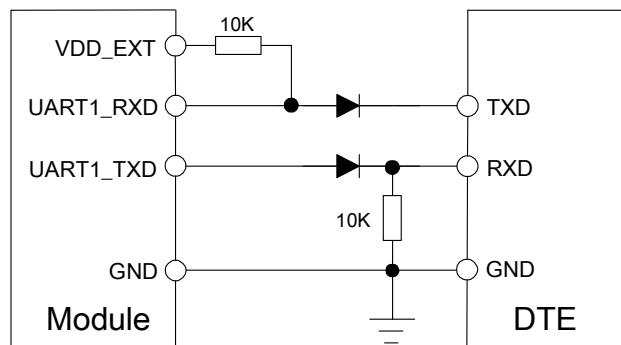 10K
VDD_EXT
UART1_RXD
TXD
UART1_TXD
RXD
10K
GND
GND
Module
DTE